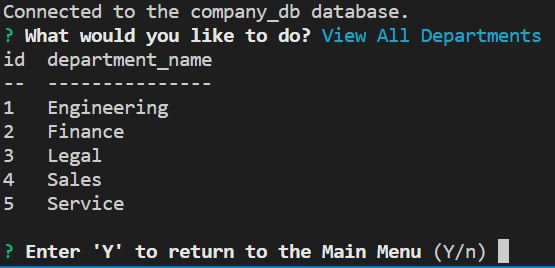 Connected to the company_db database.
? What would you like to do? View All Departments
id  department_name
--  ---------------
1   Engineering
2   Finance
3   Legal
4   Sales
5   Service
? Enter 'Y' to return to the Main Menu (Y/n)